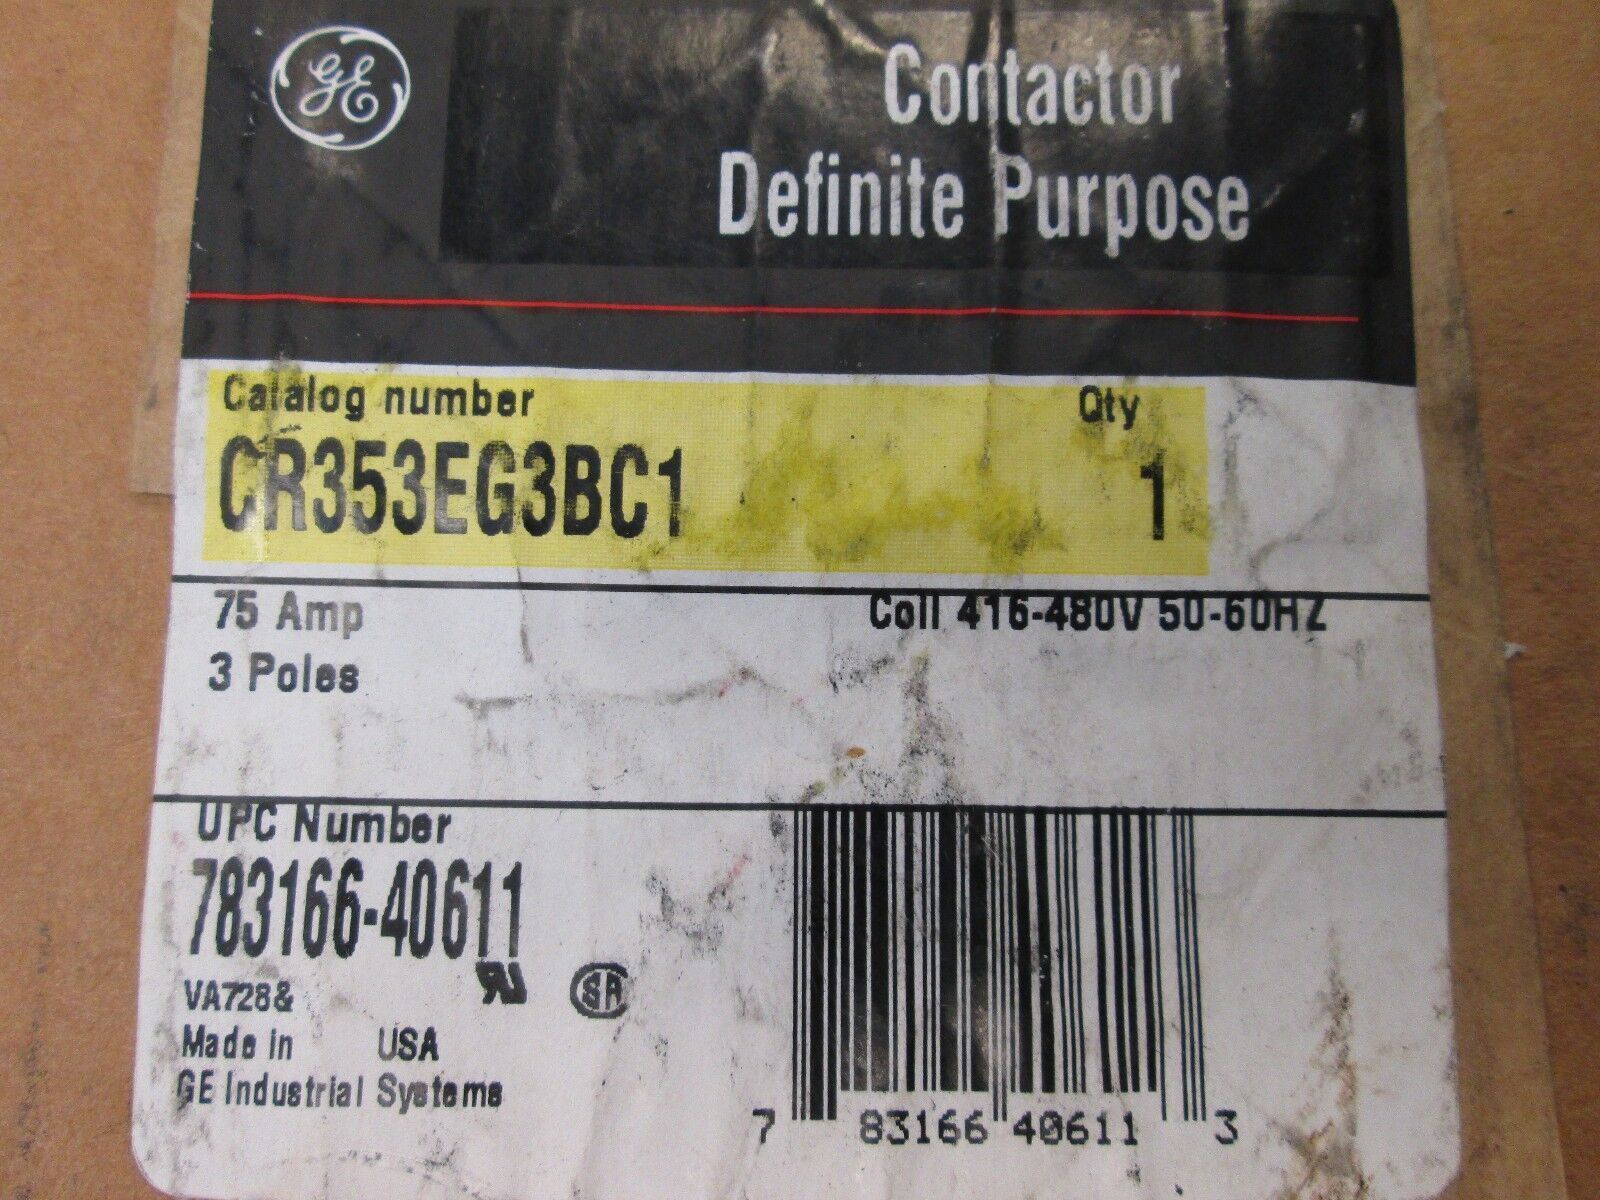 GE
Contactor
Definite Purpose
Catalog number Qty
CR353EG3BC1 1
75 Amp Coil 416-480V 50-60HZ
3 Poles
UPC Number
783166-40611
VA728&
Made in USA
GE Industrial Systems
7 83166 40611 3